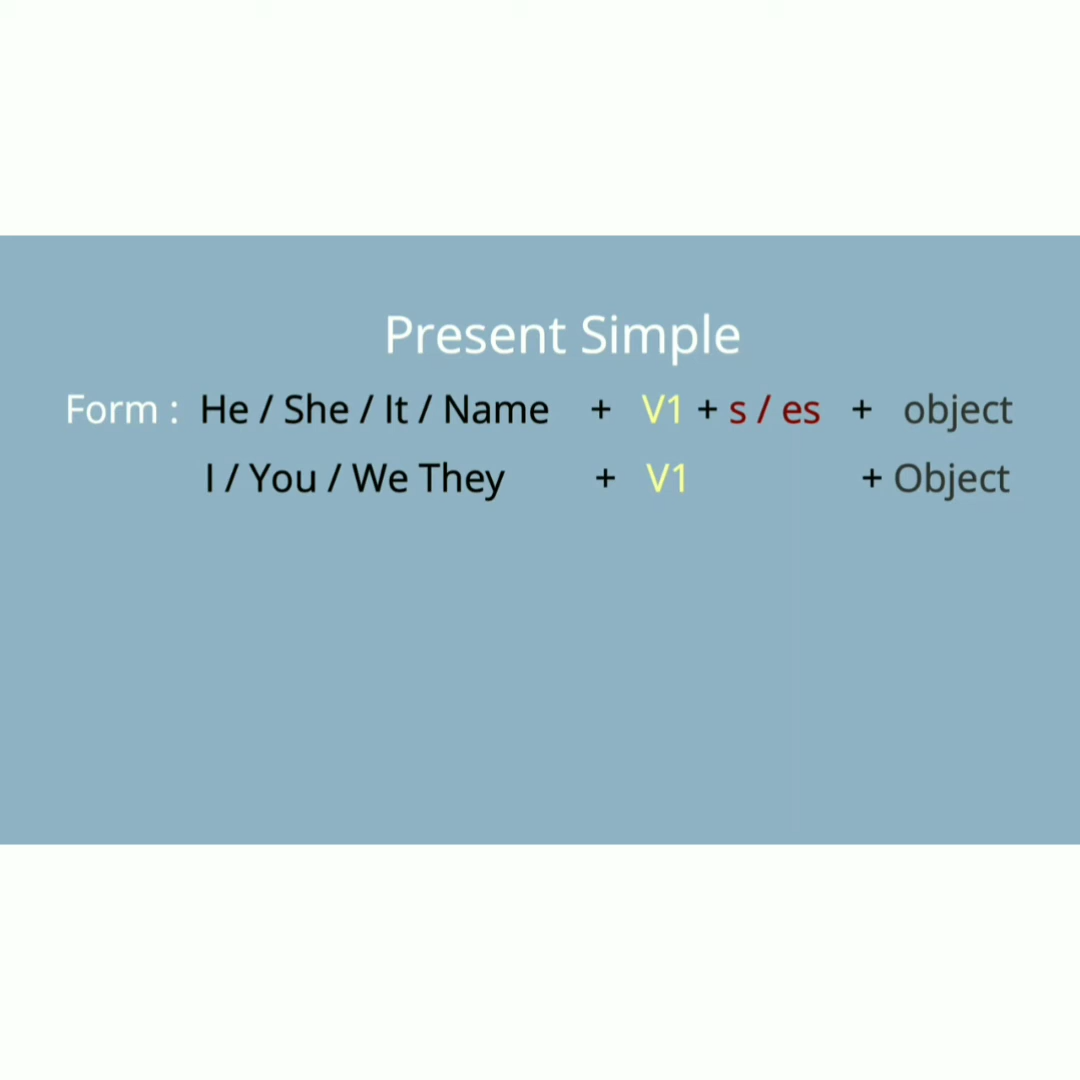 Present Simple
Form : He / She / It / Name + V1 + s / es + object
I / You / We They + V1 + Object